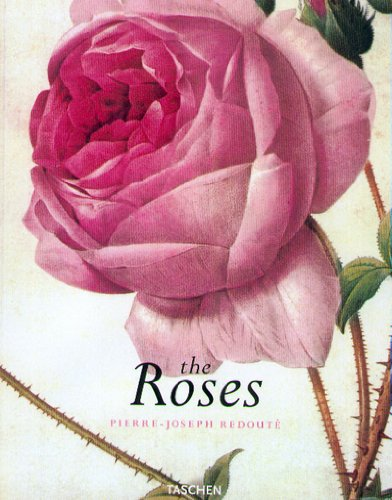 the
Roses
PIERRE-JOSEPH REDOUTÉ
TASCHEN